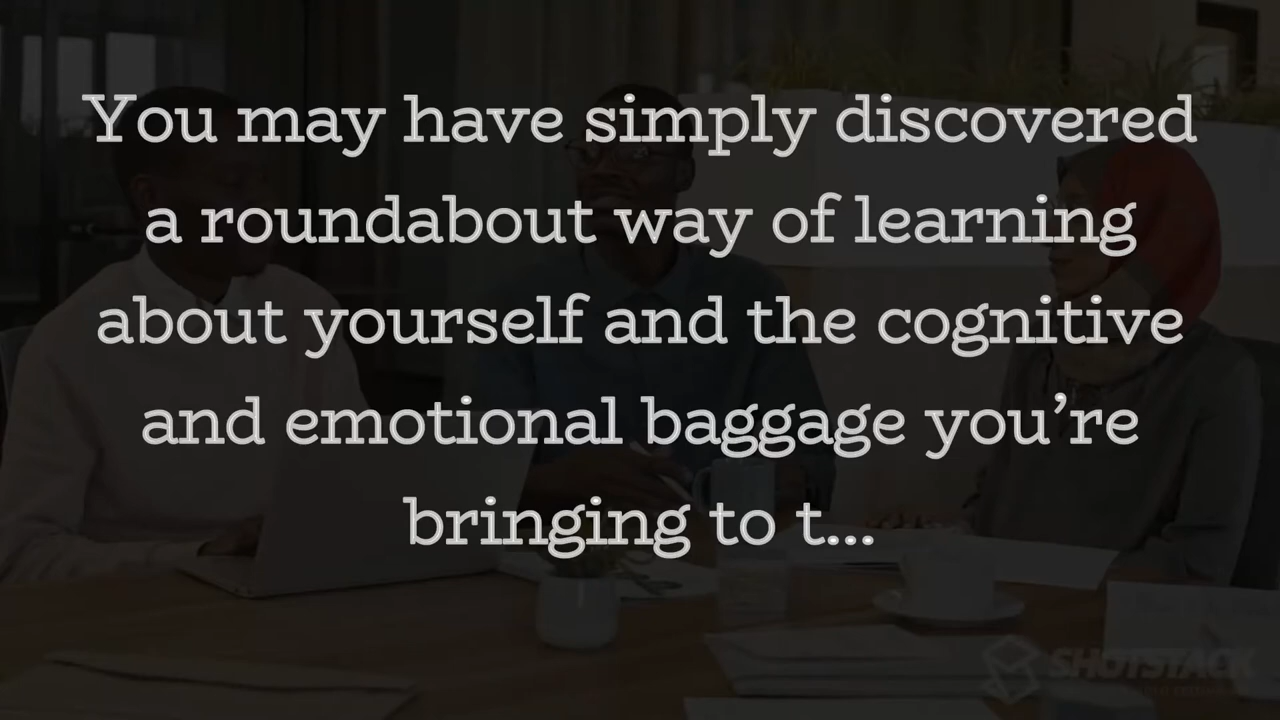 You may have simply discovered
a roundabout way of learning
about yourself and the cognitive
and emotional baggage you’re
bringing to t...
SHOTSTACK